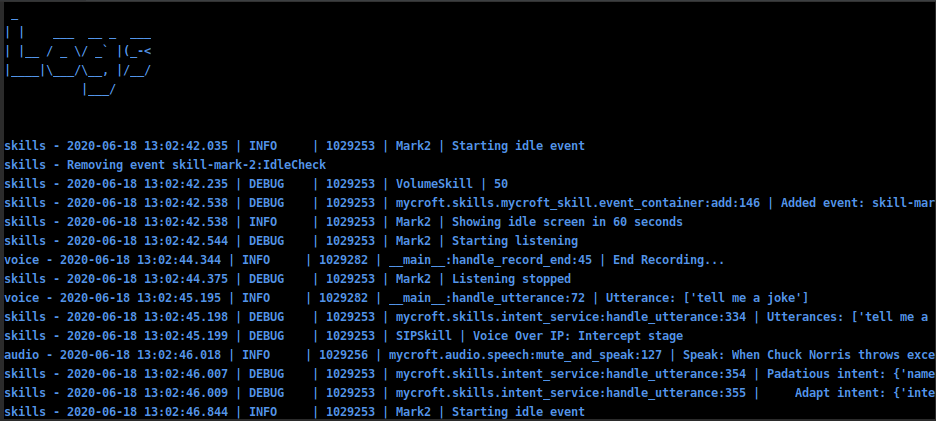 Logs
skills - 2020-06-18 13:02:42.035 | INFO     | 1029253 | Mark2 | Starting idle event
skills - Removing event skill-mark-2:IdleCheck
skills - 2020-06-18 13:02:42.235 | DEBUG    | 1029253 | VolumeSkill | 50
skills - 2020-06-18 13:02:42.538 | DEBUG    | 1029253 | mycroft.skills.mycroft_skill.event_container:add:146 | Added event: skill-mar
skills - 2020-06-18 13:02:42.538 | INFO     | 1029253 | Mark2 | Showing idle screen in 60 seconds
skills - 2020-06-18 13:02:42.544 | DEBUG    | 1029253 | Mark2 | Starting listening
voice - 2020-06-18 13:02:44.344 | INFO     | 1029282 | __main__:handle_record_end:45 | End Recording...
skills - 2020-06-18 13:02:44.375 | DEBUG    | 1029253 | Mark2 | Listening stopped
voice - 2020-06-18 13:02:45.195 | INFO     | 1029282 | __main__:handle_utterance:72 | Utterance: ['tell me a joke']
skills - 2020-06-18 13:02:45.198 | DEBUG    | 1029253 | mycroft.skills.intent_service:handle_utterance:334 | Utterances: ['tell me a
skills - 2020-06-18 13:02:45.199 | DEBUG    | 1029253 | SIPSkill | Voice Over IP: Intercept stage
audio - 2020-06-18 13:02:46.018 | INFO     | 1029256 | mycroft.audio.speech:mute_and_speak:127 | Speak: When Chuck Norris throws exce
skills - 2020-06-18 13:02:46.007 | DEBUG    | 1029253 | mycroft.skills.intent_service:handle_utterance:354 | Padatious intent: {'name
skills - 2020-06-18 13:02:46.009 | DEBUG    | 1029253 | mycroft.skills.intent_service:handle_utterance:355 |     Adapt intent: {'inte
skills - 2020-06-18 13:02:46.844 | INFO     | 1029253 | Mark2 | Starting idle event